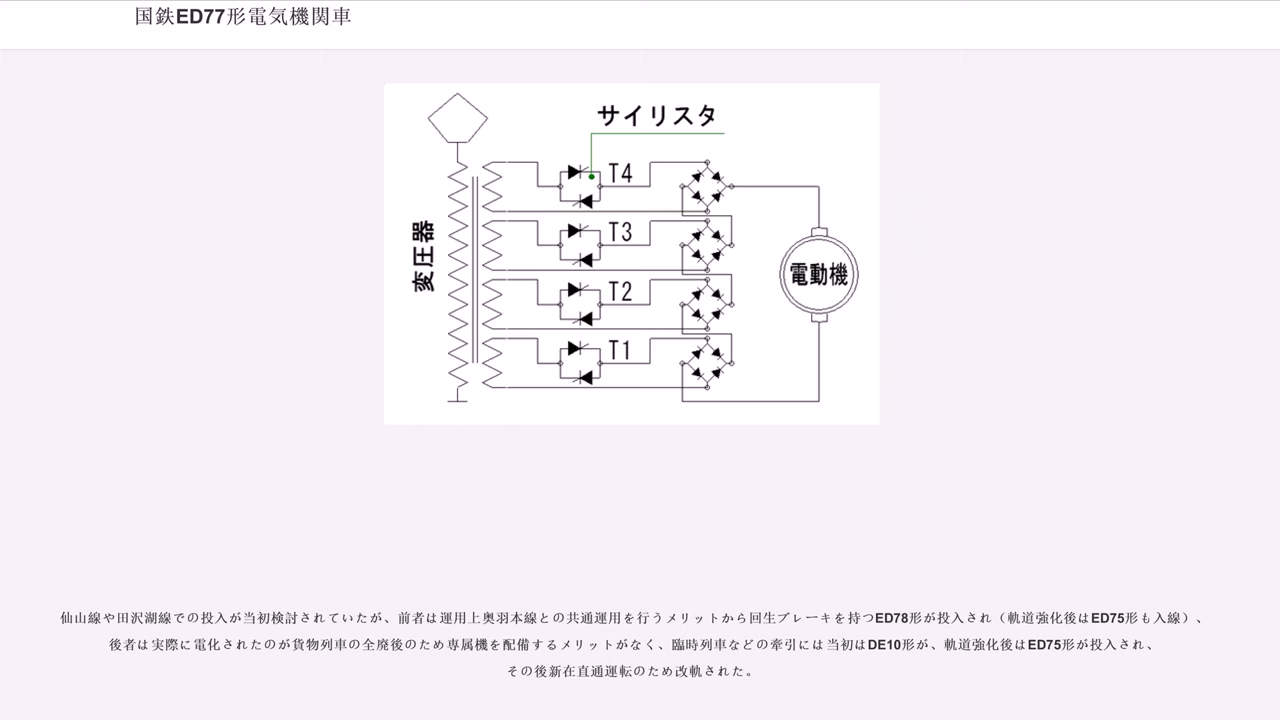 国鉄ED77形電気機関車
サイリスタ
T4
T3
変圧器
電動機
T2
T1
仙山線や田沢湖線での投入が当初検討されていたが、前者は運用上奥羽本線との共通運用を行うメリットから回生ブレーキを持つED78形が投入され（軌道強化後はED75形も入線）、
後者は実際に電化されたのが貨物列車の全廃後のため専属機を配備するメリットがなく、臨時列車などの牽引には当初はDE10形が、軌道強化後はED75形が投入され、
その後新在直通運転のため改軌された。